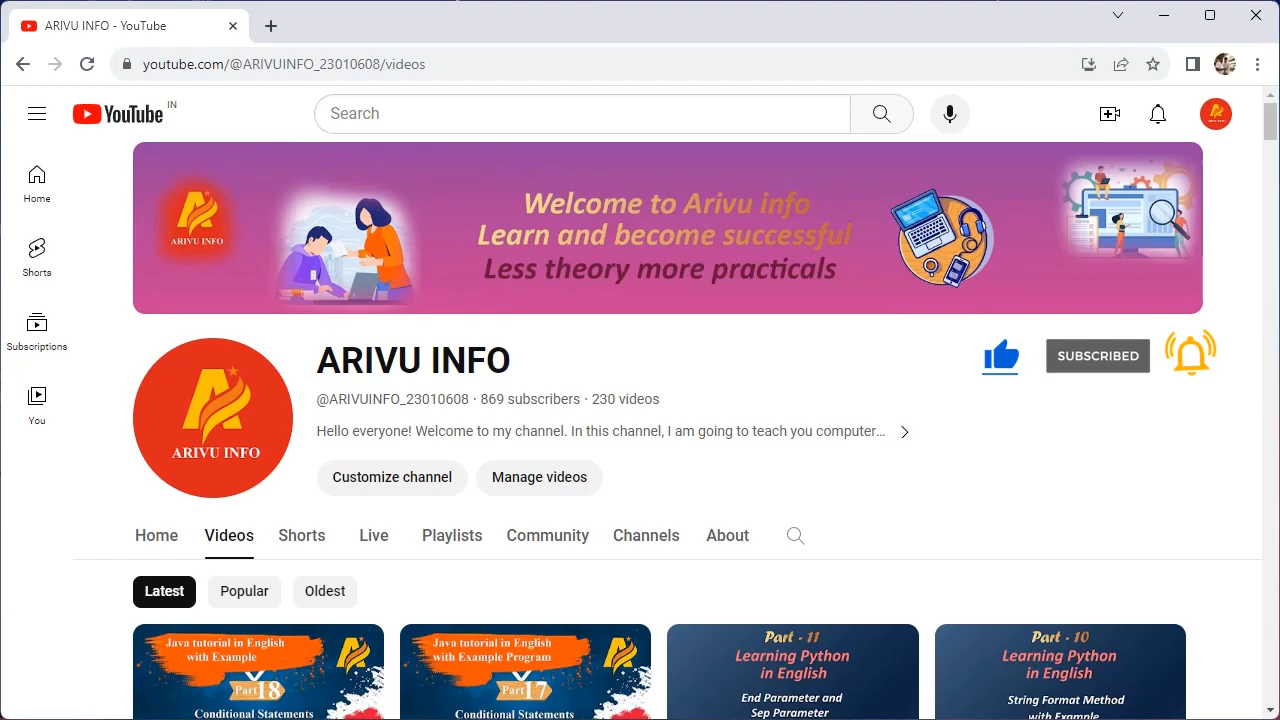 ARIVU INFO - YouTube
youtube.com/@ARIVUINFO_23010608/videos
YouTube IN
Search
ARIVU INFO
Welcome to Arivu info
Learn and become successful
Less theory more practicals
Home
Shorts
Subscriptions
You
ARIVU INFO
ARIVU INFO
SUBSCRIBED
@ARIVUINFO_23010608 · 869 subscribers · 230 videos
Hello everyone! Welcome to my channel. In this channel, I am going to teach you computer...
Customize channel
Manage videos
Home Videos Shorts Live Playlists Community Channels About
Latest Popular Oldest
Java tutorial in English
with Example
Part 18
Conditional Statements
Java tutorial in English
with Example Program
Part 17
Conditional Statements
Part - 11
Learning Python
in English
End Parameter and
Sep Parameter
Part - 10
Learning Python
in English
String Format Method
with Example